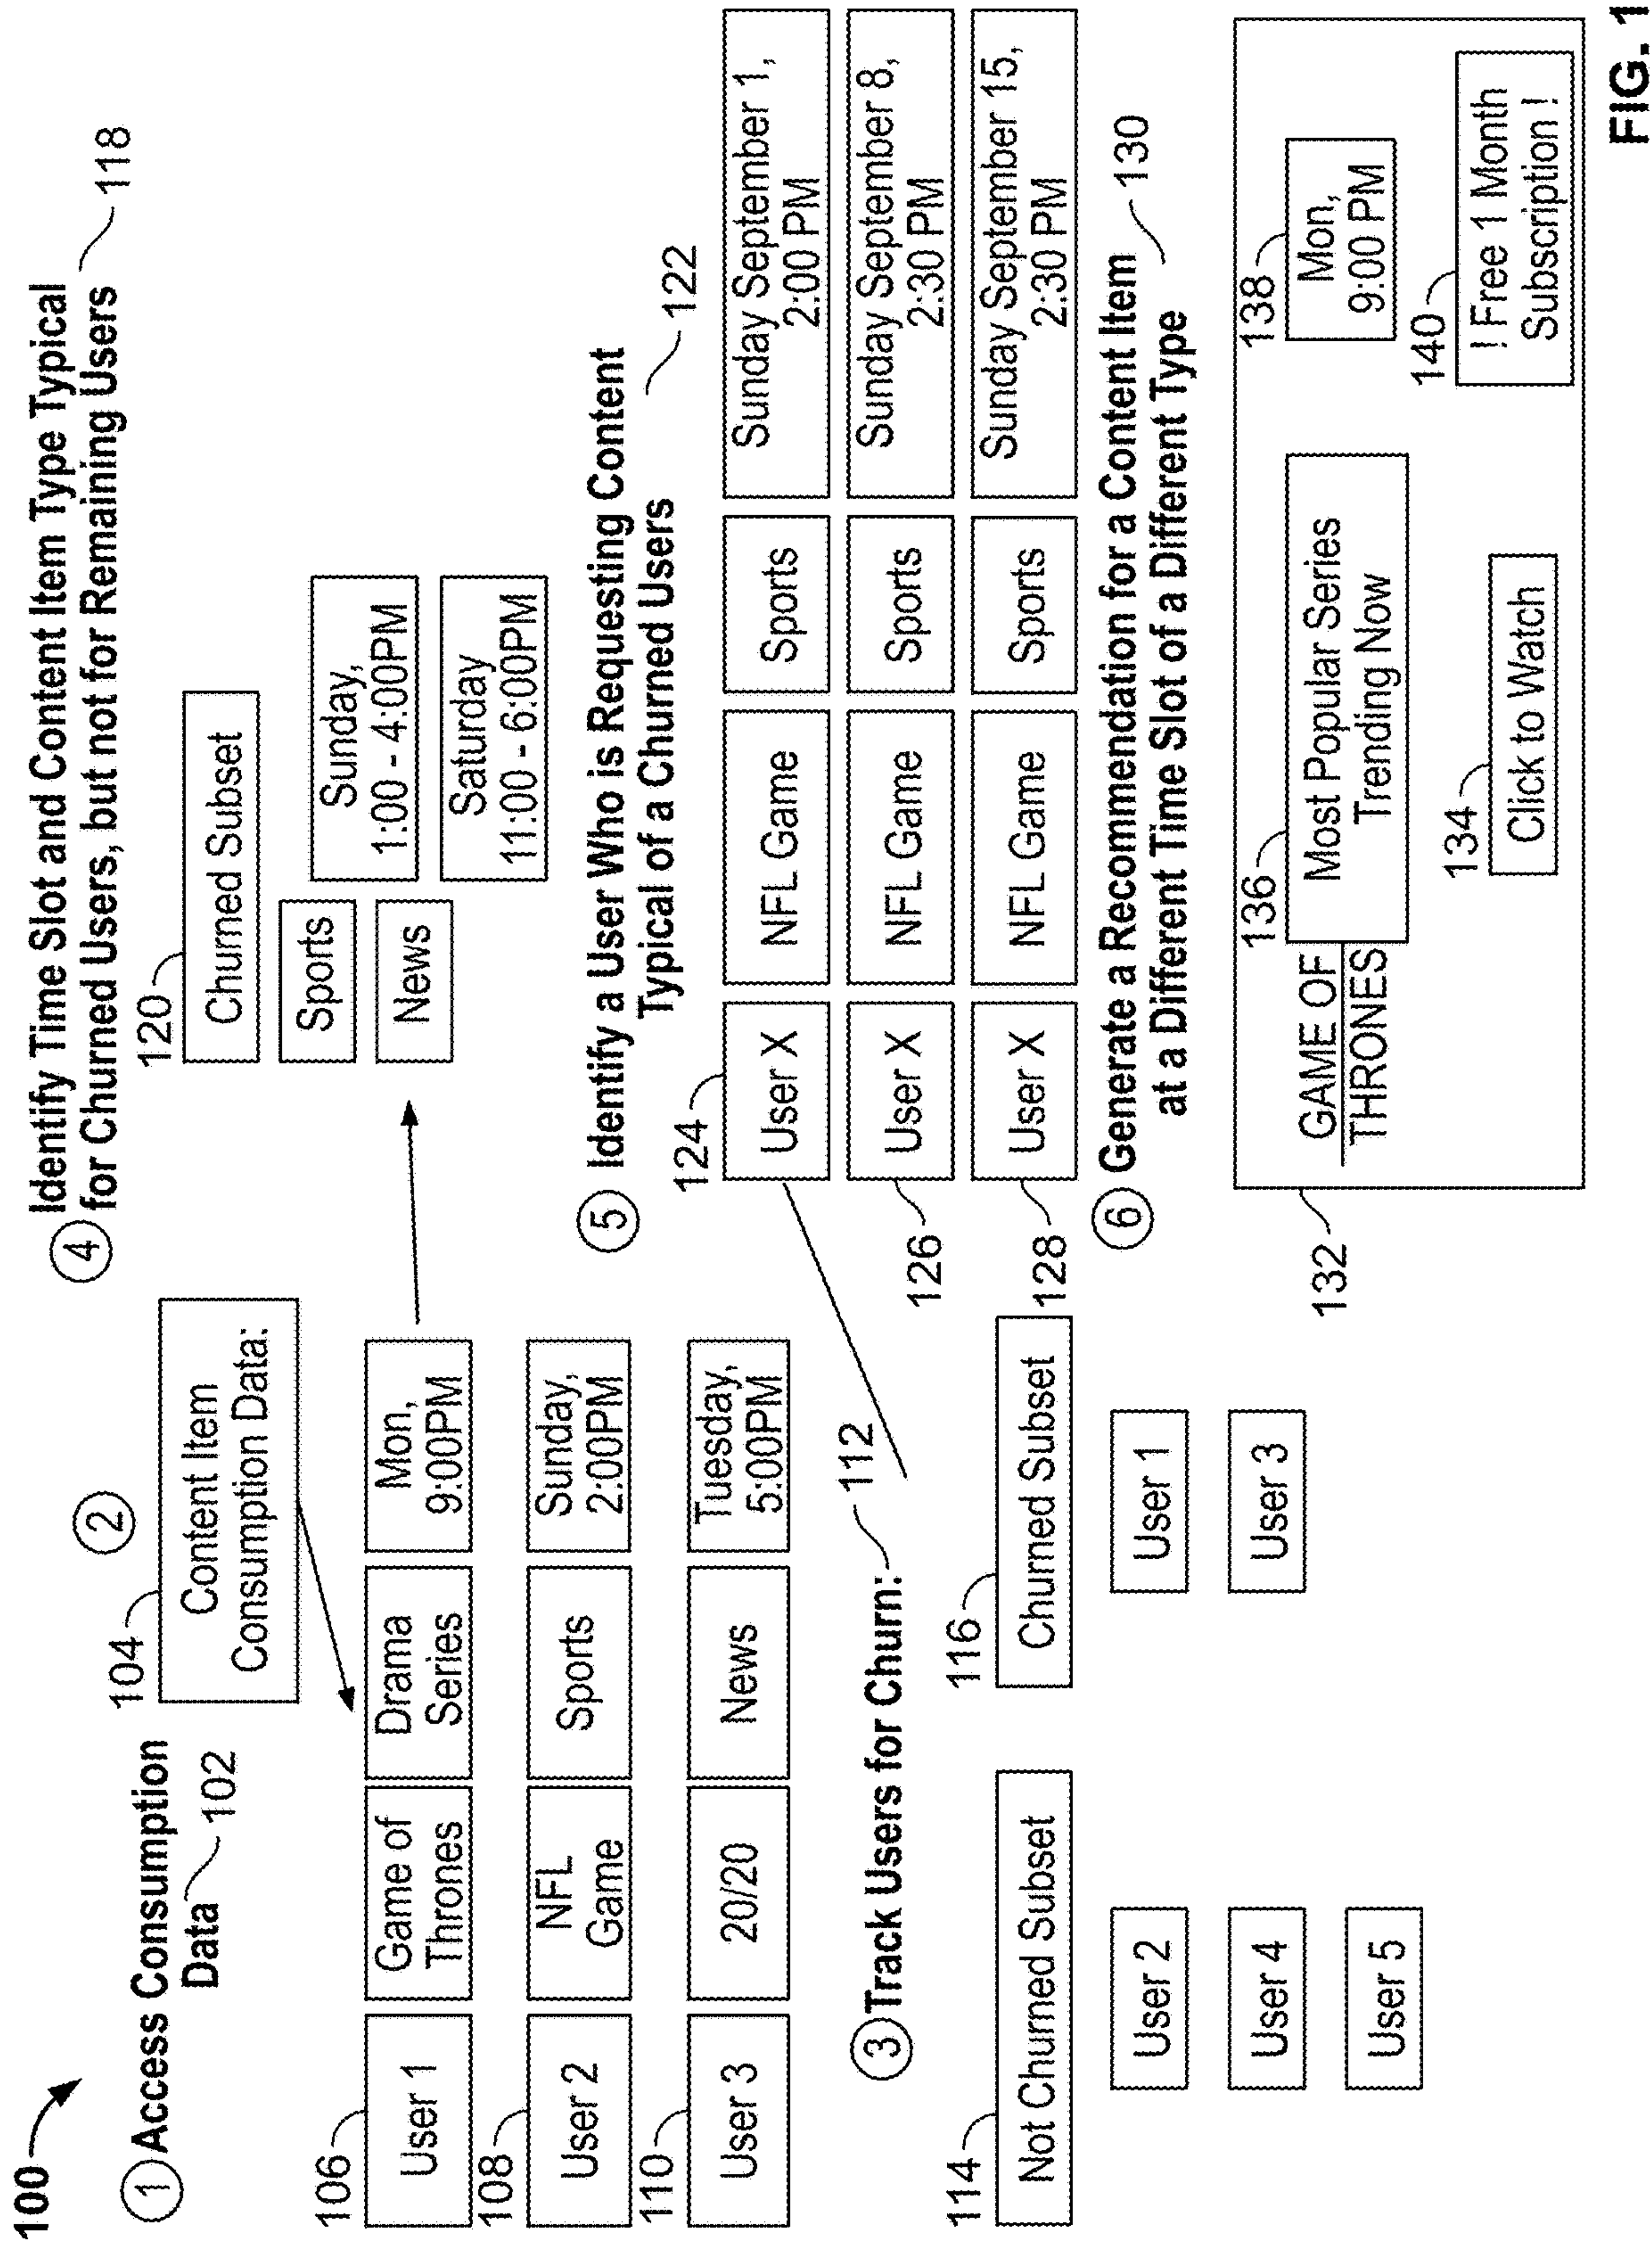 100
1 Access Consumption
Data 102
2
104
Content Item
Consumption Data:
106
User 1
Game of
Thrones
Drama
Series
Mon,
9:00PM
108
User 2
NFL
Game
Sports
Sunday,
2:00PM
110
User 3
20/20
News
Tuesday,
5:00PM
3 Track Users for Churn: 112
114
Not Churned Subset
User 2
User 4
User 5
116
Churned Subset
User 1
User 3
4
Identify Time Slot and Content Item Type Typical
for Churned Users, but not for Remaining Users
118
120
Churned Subset
Sports
News
Sunday,
1:00 - 4:00PM
Saturday
11:00 - 6:00PM
5 Identify a User Who is Requesting Content
Typical of a Churned Users
122
124
User X
NFL Game
Sports
Sunday September 1,
2:00 PM
126
User X
NFL Game
Sports
Sunday September 8,
2:30 PM
128
User X
NFL Game
Sports
Sunday September 15,
2:30 PM
6 Generate a Recommendation for a Content Item
at a Different Time Slot of a Different Type
130
132
GAME OF
THRONES
136
Most Popular Series
Trending Now
138
Mon,
9:00 PM
134
Click to Watch
140
! Free 1 Month
Subscription !
FIG. 1